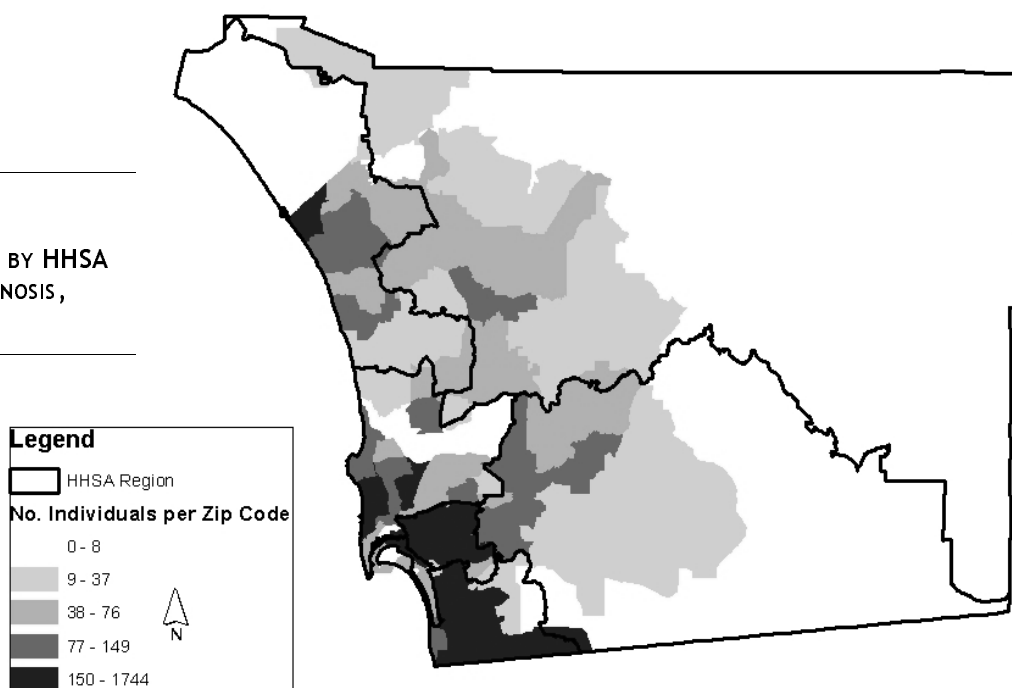 BY HHSA
NOSIS,
Legend
HHSA Region
No. Individuals per Zip Code
0 - 8
9 - 37
38 - 76
77 - 149
150 - 1744
N